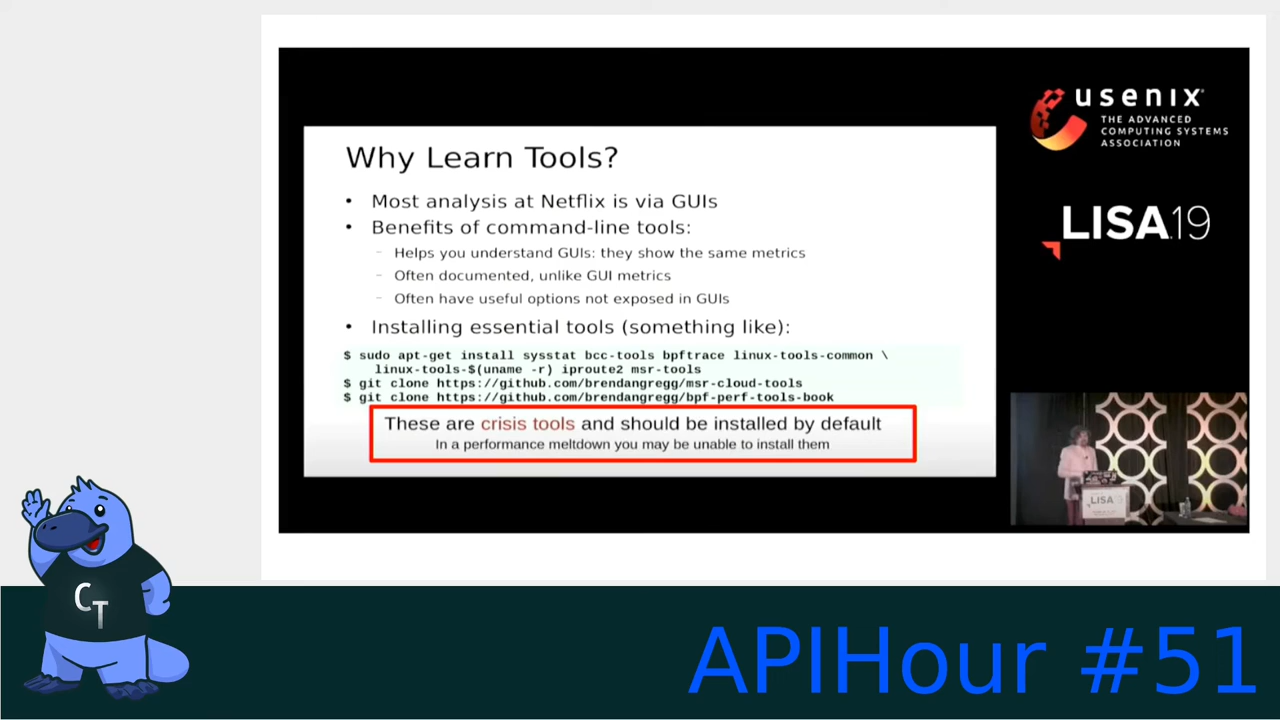 usenix
THE ADVANCED
COMPUTING SYSTEMS
ASSOCIATION
LISA19
Why Learn Tools?
• Most analysis at Netflix is via GUIs
• Benefits of command-line tools:
– Helps you understand GUIs: they show the same metrics
– Often documented, unlike GUI metrics
– Often have useful options not exposed in GUIs
• Installing essential tools (something like):
$ sudo apt-get install sysstat bcc-tools bpftrace linux-tools-common \
linux-tools-$(uname -r) iproute2 msr-tools
$ git clone https://github.com/brendangregg/msr-cloud-tools
$ git clone https://github.com/brendangregg/bpf-perf-tools-book
These are crisis tools and should be installed by default
In a performance meltdown you may be unable to install them
LISA19
CT
APIHour #51